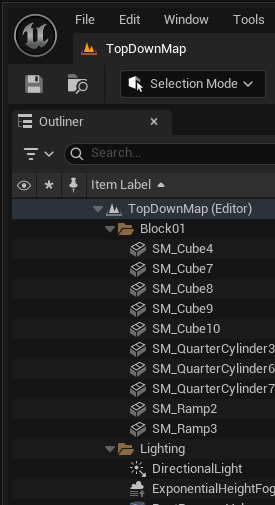 File Edit Window Tools
TopDownMap
Selection Mode
Outliner ×
Search...
Item Label
TopDownMap (Editor)
Block01
SM_Cube4
SM_Cube7
SM_Cube8
SM_Cube9
SM_Cube10
SM_QuarterCylinder3
SM_QuarterCylinder6
SM_QuarterCylinder7
SM_Ramp2
SM_Ramp3
Lighting
DirectionalLight
ExponentialHeightFog